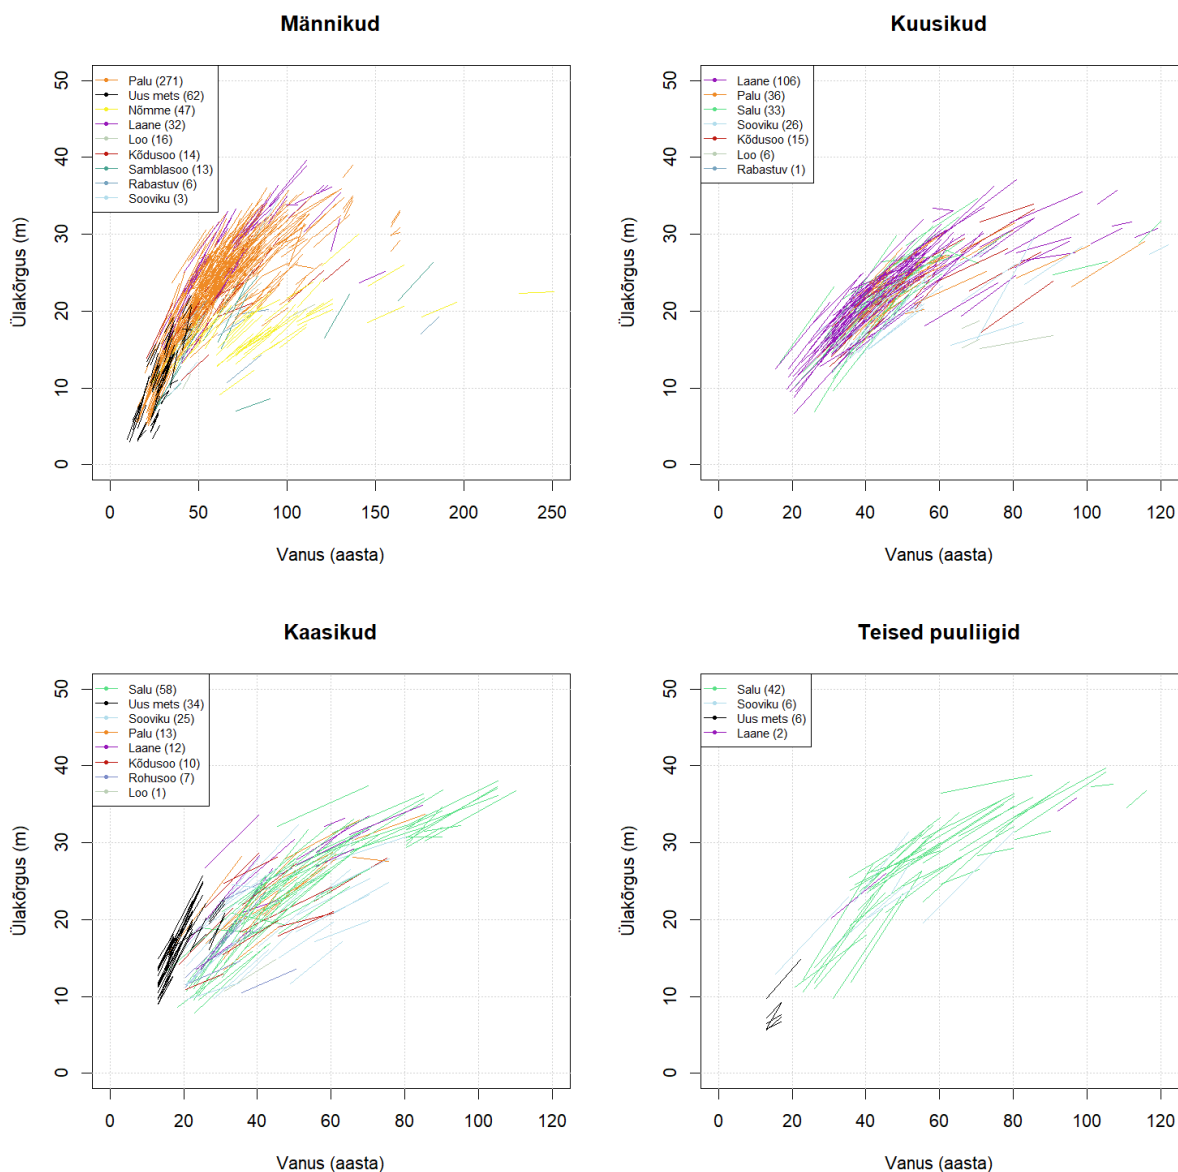 Männikud
Palu (271)
Uus mets (62)
Nõmme (47)
Laane (32)
Loo (16)
Kõdusoo (14)
Samblasoo (13)
Rabastuv (6)
Sooviku (3)
50
40
30
20
10
0
Ülakõrgus (m)
0 50 100 150 200 250
Vanus (aasta)
Kuusikud
Laane (106)
Palu (36)
Salu (33)
Sooviku (26)
Kõdusoo (15)
Loo (6)
Rabastuv (1)
50
40
30
20
10
0
Ülakõrgus (m)
0 20 40 60 80 100 120
Vanus (aasta)
Kaasikud
Salu (58)
Uus mets (34)
Sooviku (25)
Palu (13)
Laane (12)
Kõdusoo (10)
Rohusoo (7)
Loo (1)
50
40
30
20
10
0
Ülakõrgus (m)
0 20 40 60 80 100 120
Vanus (aasta)
Teised puuliigid
Salu (42)
Sooviku (6)
Uus mets (6)
Laane (2)
50
40
30
20
10
0
Ülakõrgus (m)
0 20 40 60 80 100 120
Vanus (aasta)